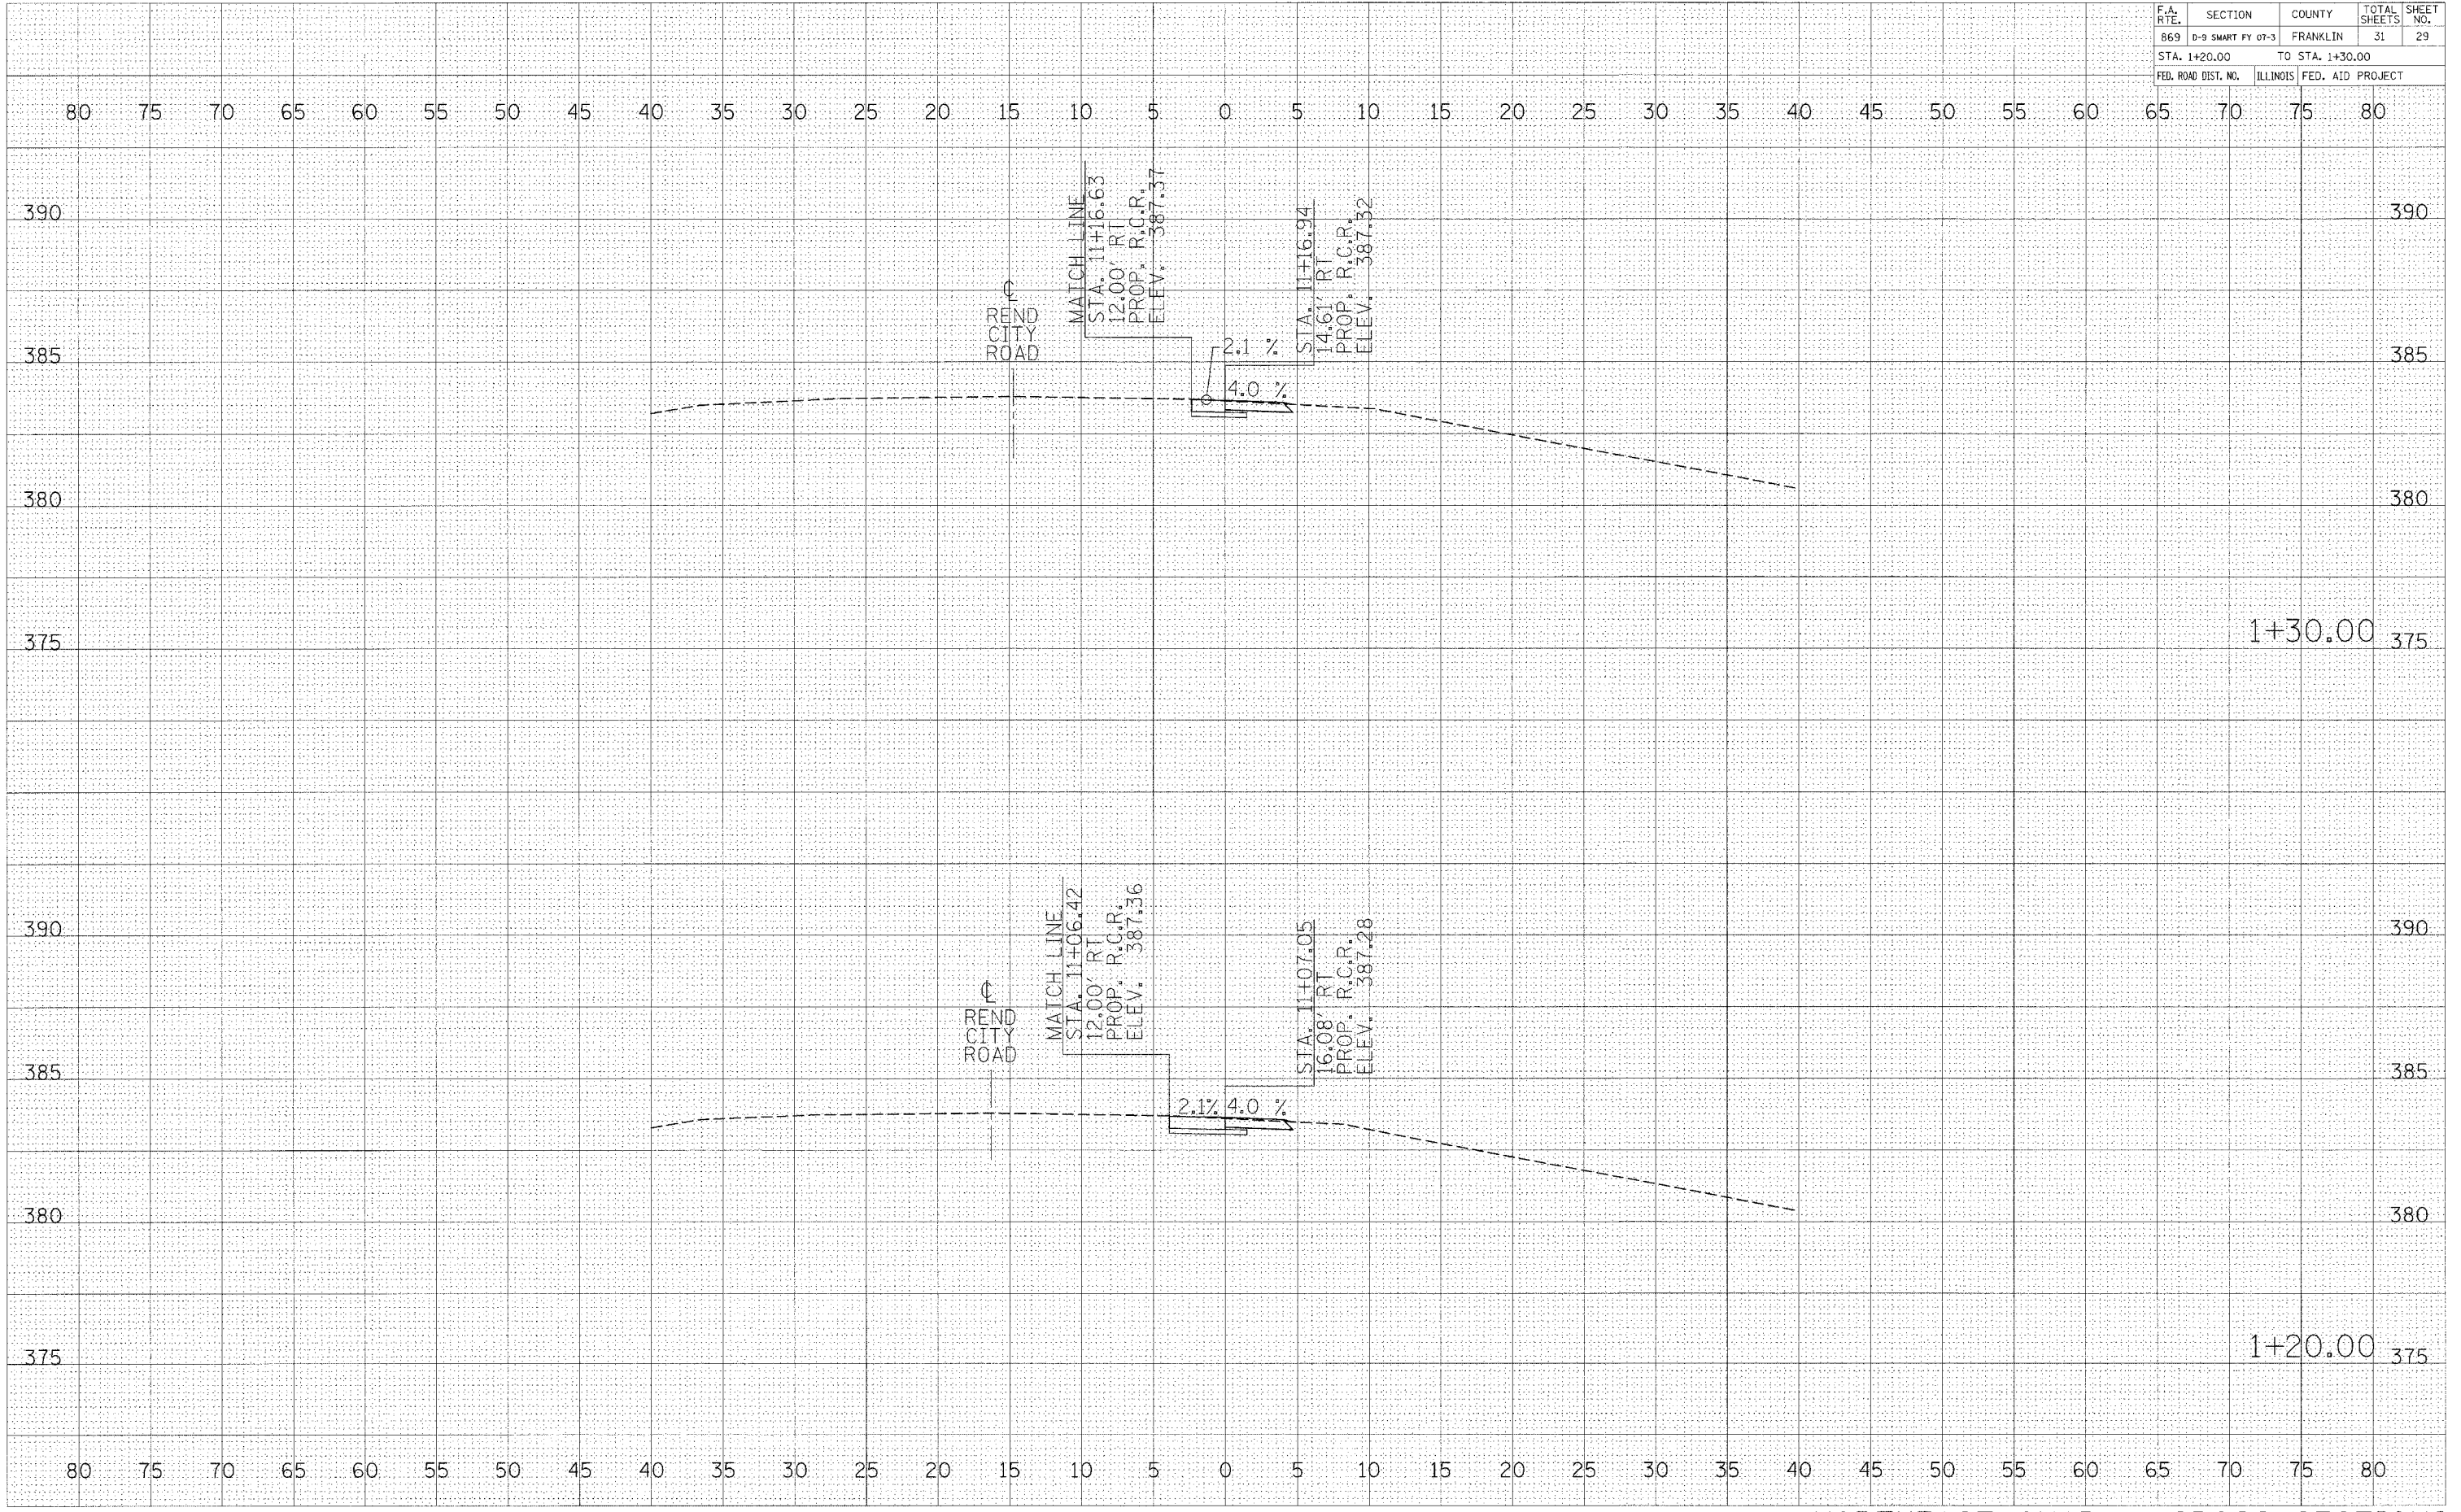 F.A. RTE. SECTION COUNTY TOTAL SHEETS SHEET NO.
869 D-9 SMART FY 07-3 FRANKLIN 31 29
STA. 1+20.00 TO STA. 1+30.00
FED. ROAD DIST. NO. ILLINOIS FED. AID PROJECT
80 75 70 65 60 55 50 45 40 35 30 25 20 15 10 5 0 5 10 15 20 25 30 35 40 45 50 55 60 65 70 75 80
MATCH LINE
STA. 11+16.63
12.00' RT
PROP. R.C.R.
ELEV. 387.37
STA. 11+16.94
14.61' RT
PROP. R.C.R.
ELEV. 387.32
390 390
℄
REND
CITY
ROAD
385 385
2.1 %
4.0 %
380 380
375 375
1+30.00
MATCH LINE
STA. 11+06.42
12.00' RT
PROP. R.C.R.
ELEV. 387.36
STA. 11+07.05
16.08' RT
PROP. R.C.R.
ELEV. 387.28
390 390
℄
REND
CITY
ROAD
385 385
2.1% 4.0 %
380 380
375 375
1+20.00
80 75 70 65 60 55 50 45 40 35 30 25 20 15 10 5 0 5 10 15 20 25 30 35 40 45 50 55 60 65 70 75 80